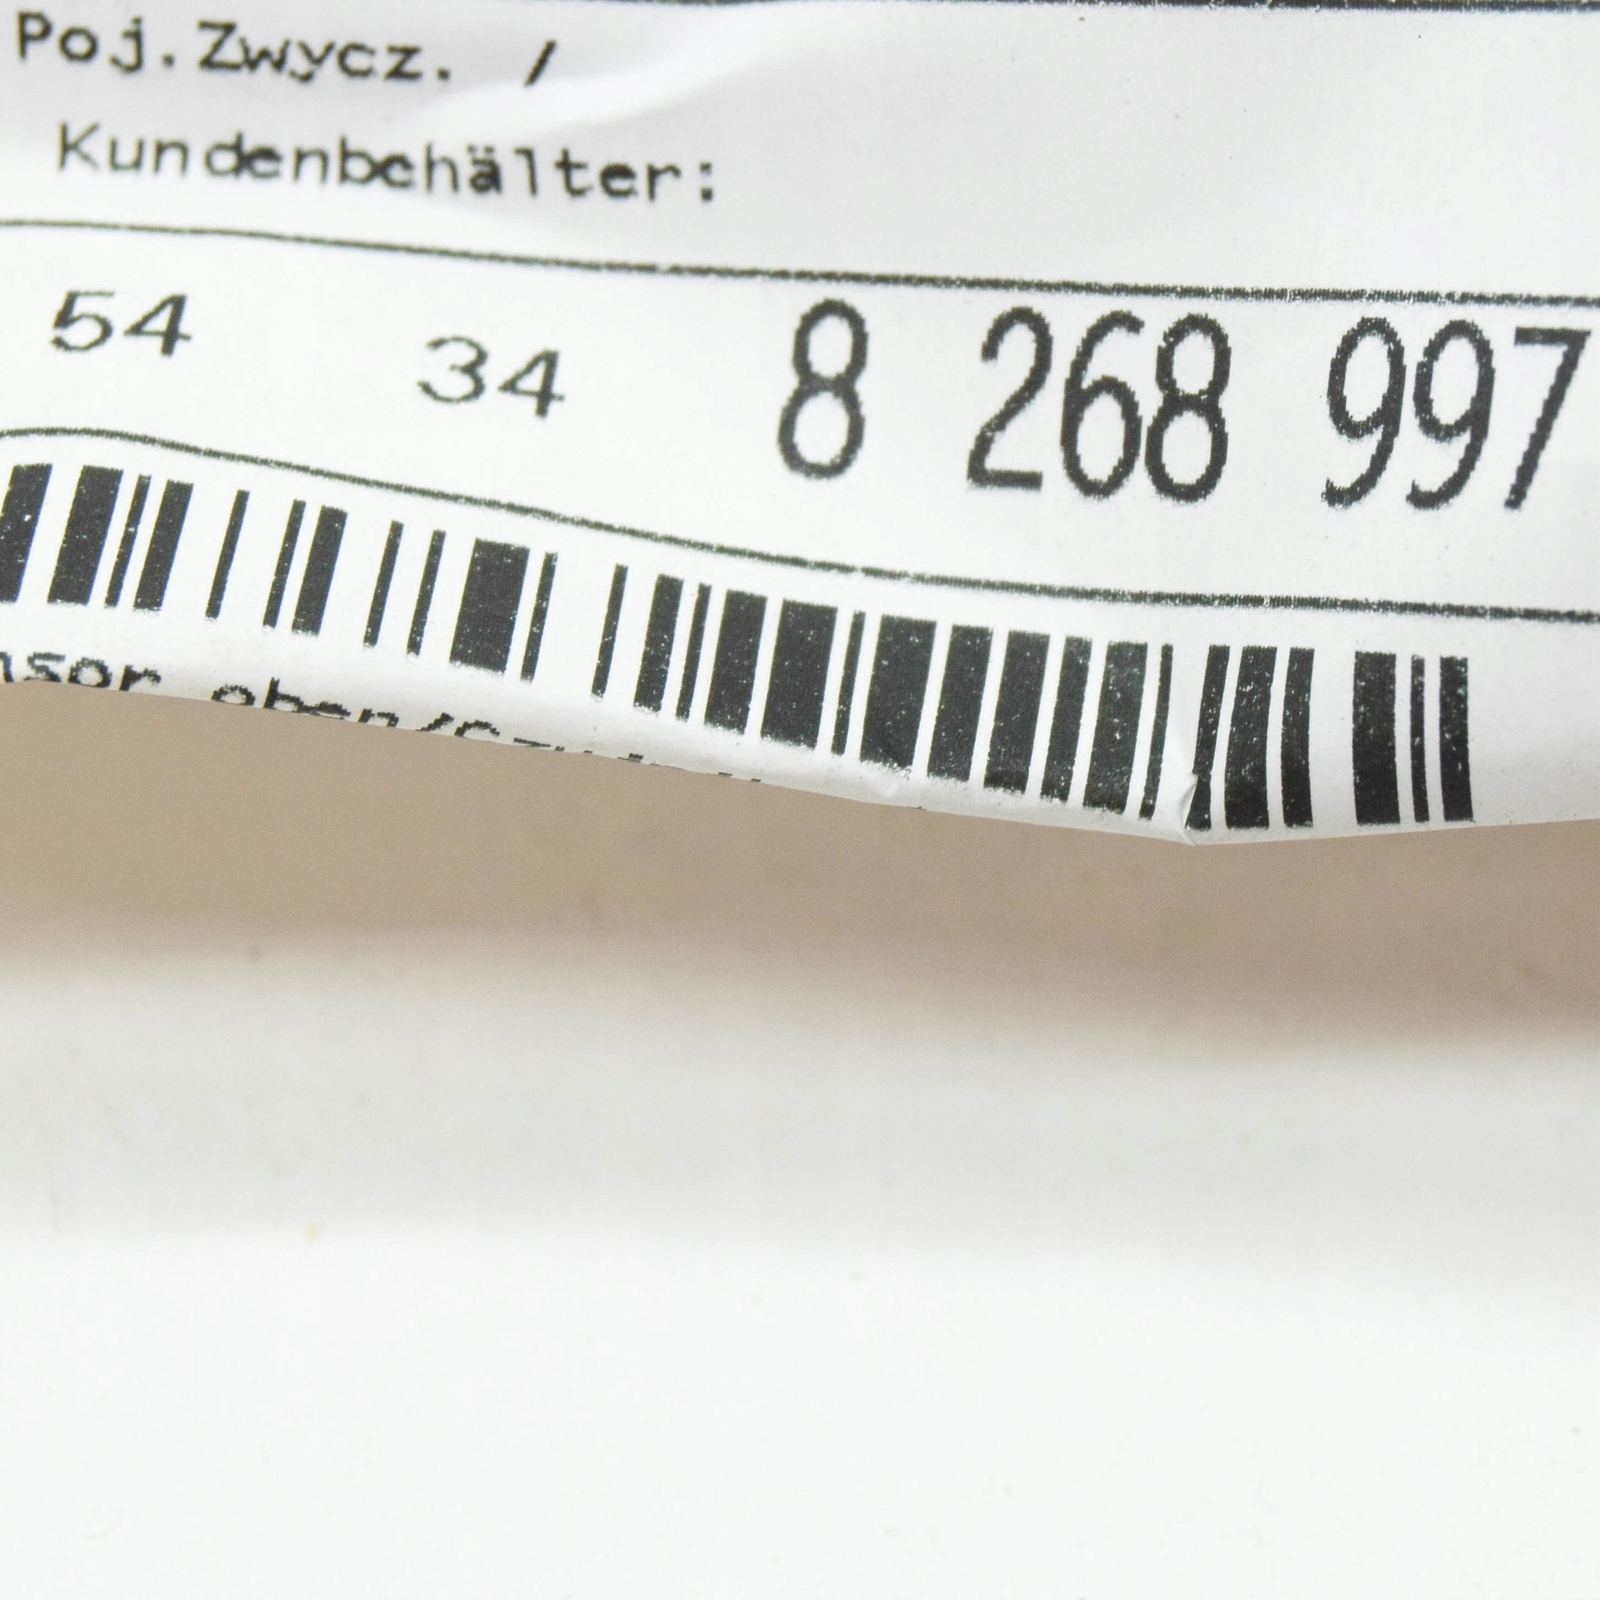 Poj.Zwycz. /
Kundenbehälter:
54 34 8 268 997